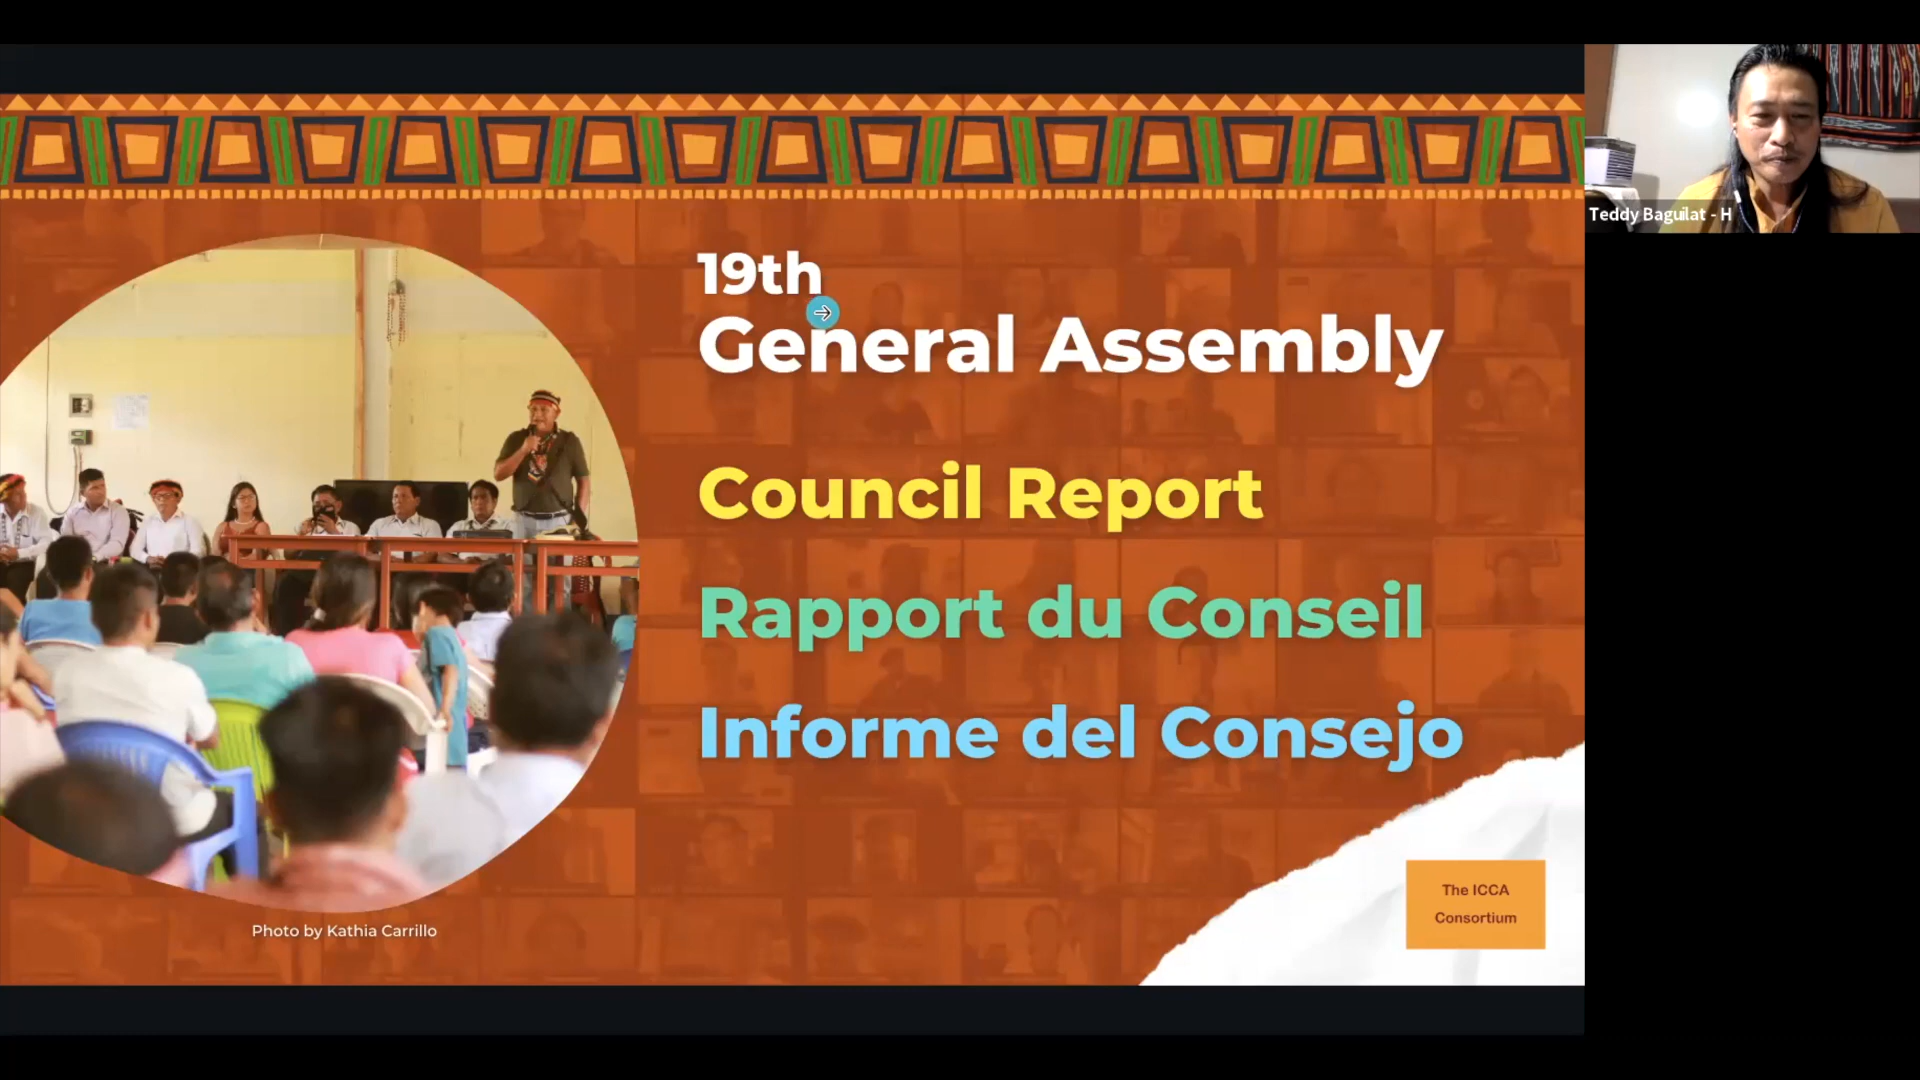 19th
General Assembly
Council Report
Rapport du Conseil
Informe del Consejo
Photo by Kathia Carrillo
The ICCA
Consortium
Teddy Baguilat - H